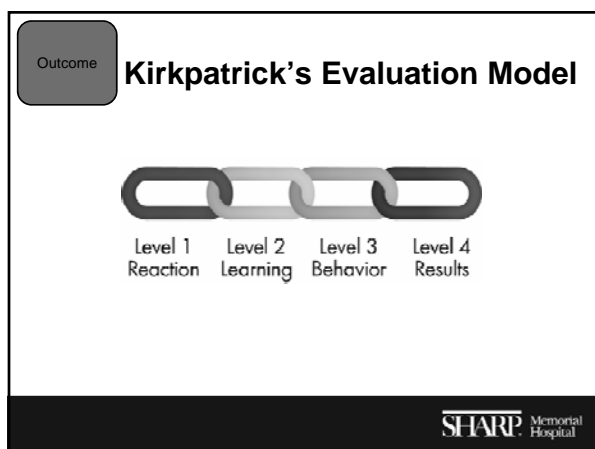 Outcome
Kirkpatrick's Evaluation Model
Level 1 Level 2 Level 3 Level 4
Reaction Learning Behavior Results
SHARP. Memorial
Hospital